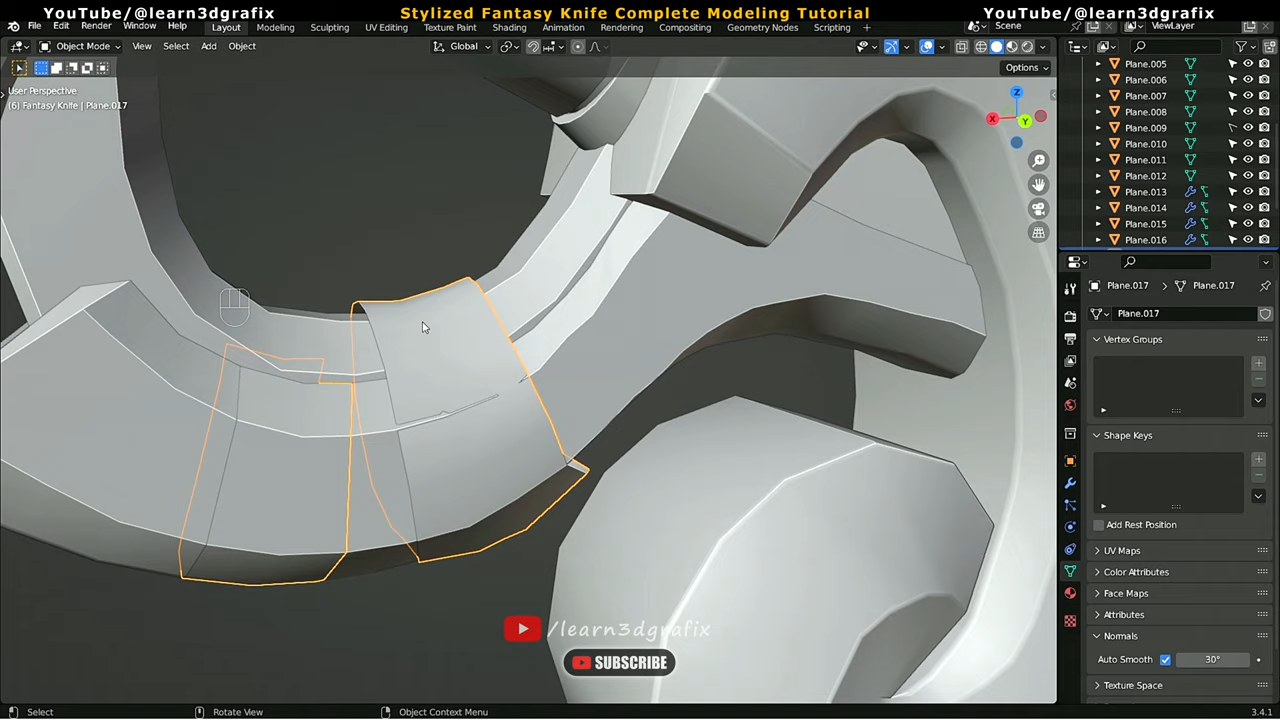 YouTube/@learn3dgrafix
Stylized Fantasy Knife Complete Modeling Tutorial
YouTube/@learn3dgrafix
File Edit Render Window Help
Layout Modeling Sculpting UV Editing Texture Paint Shading Animation Rendering Compositing Geometry Nodes Scripting +
Scene
ViewLayer
Object Mode View Select Add Object
Global
Options
User Perspective
(6) Fantasy Knife | Plane.017
Z
X
Y
Plane.005
Plane.006
Plane.007
Plane.008
Plane.009
Plane.010
Plane.011
Plane.012
Plane.013
Plane.014
Plane.015
Plane.016
Plane.017 > Plane.017
Plane.017
Vertex Groups
Shape Keys
Add Rest Position
UV Maps
Color Attributes
Face Maps
Attributes
Normals
Auto Smooth 30°
Texture Space
/learn3dgrafix
SUBSCRIBE
Select Rotate View Object Context Menu 3.4.1